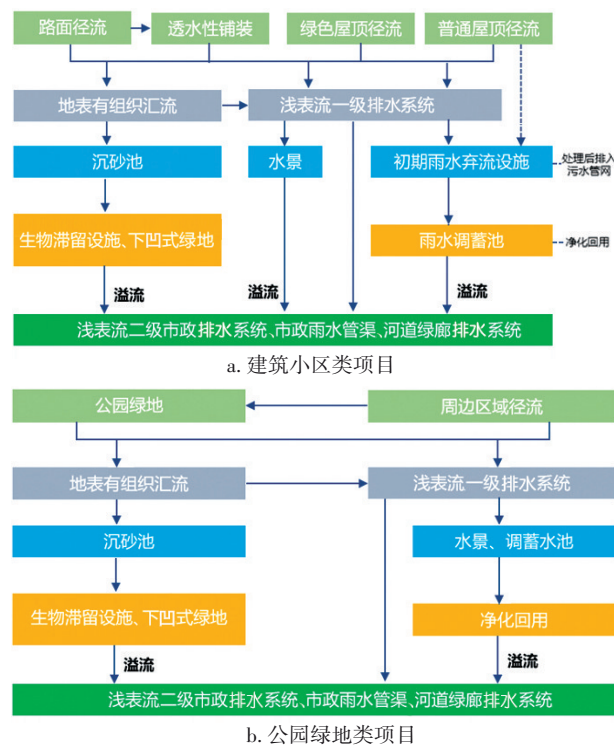 路面径流
透水性铺装
绿色屋顶径流
普通屋顶径流
地表有组织汇流
浅表流一级排水系统
沉砂池
水景
初期雨水弃流设施
处理后排入
污水管网
生物滞留设施、下凹式绿地
雨水调蓄池
净化回用
溢流
溢流
溢流
浅表流二级市政排水系统、市政雨水管渠、河道绿廊排水系统
a. 建筑小区类项目
公园绿地
周边区域径流
地表有组织汇流
浅表流一级排水系统
沉砂池
水景、调蓄水池
生物滞留设施、下凹式绿地
净化回用
溢流
溢流
浅表流二级市政排水系统、市政雨水管渠、河道绿廊排水系统
b. 公园绿地类项目